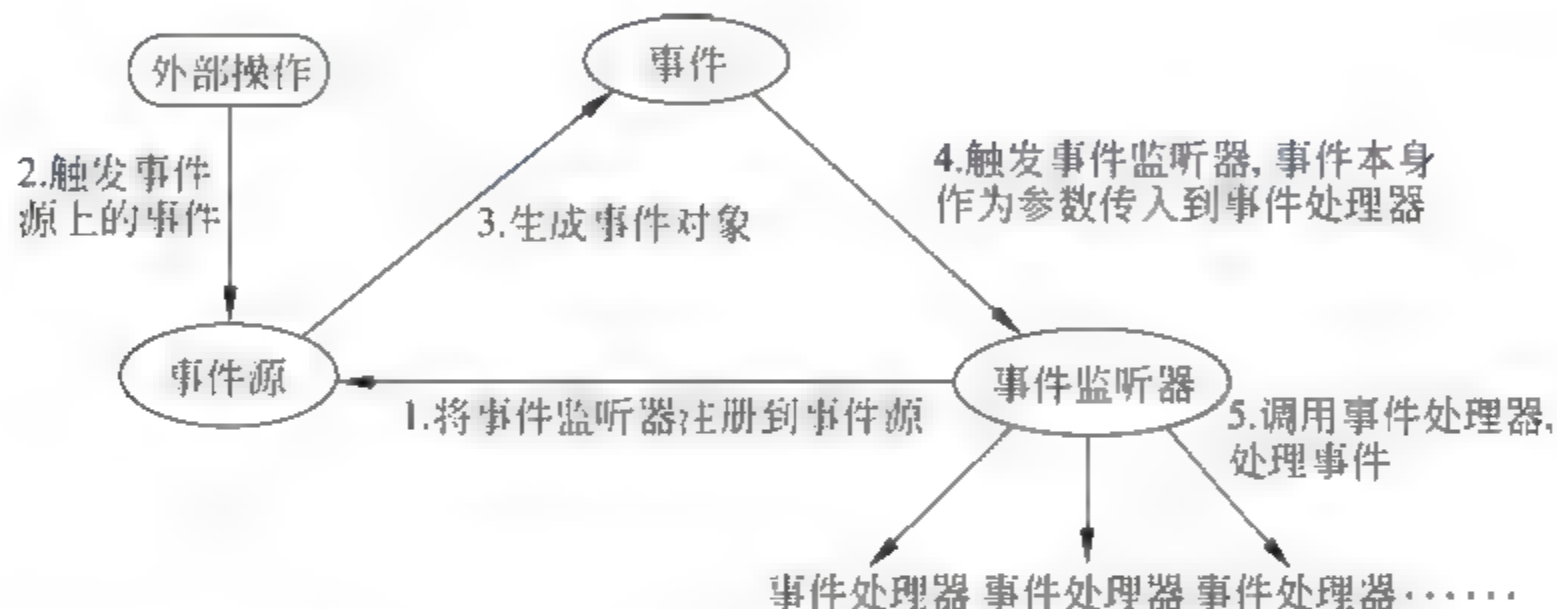 外部操作
事件
2.触发事件
源上的事件
3.生成事件对象
4.触发事件监听器, 事件本身
作为参数传入到事件处理器
事件源
1.将事件监听器注册到事件源
事件监听器
5.调用事件处理器,
处理事件
事件处理器 事件处理器 事件处理器······